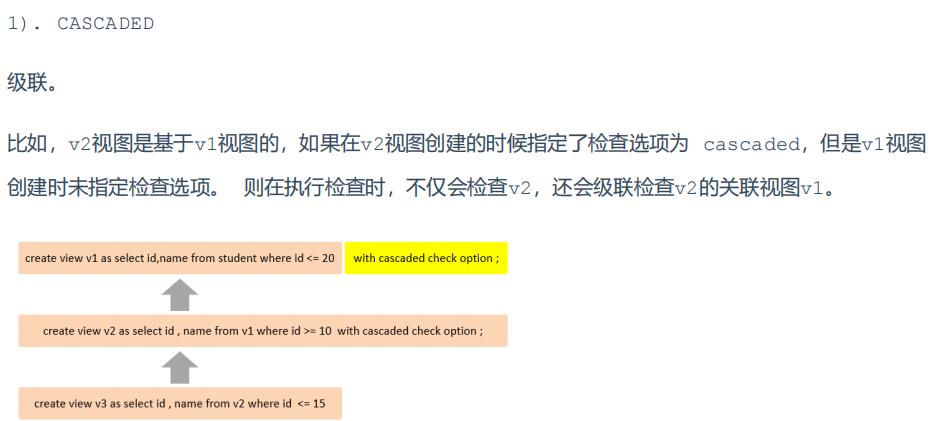 1). CASCADED
级联。
比如，v2视图是基于v1视图的，如果在v2视图创建的时候指定了检查选项为 cascaded，但是v1视图
创建时未指定检查选项。 则在执行检查时，不仅会检查v2，还会级联检查v2的关联视图v1。
create view v1 as select id,name from student where id <= 20 with cascaded check option ;
create view v2 as select id , name from v1 where id >= 10 with cascaded check option ;
create view v3 as select id , name from v2 where id <= 15